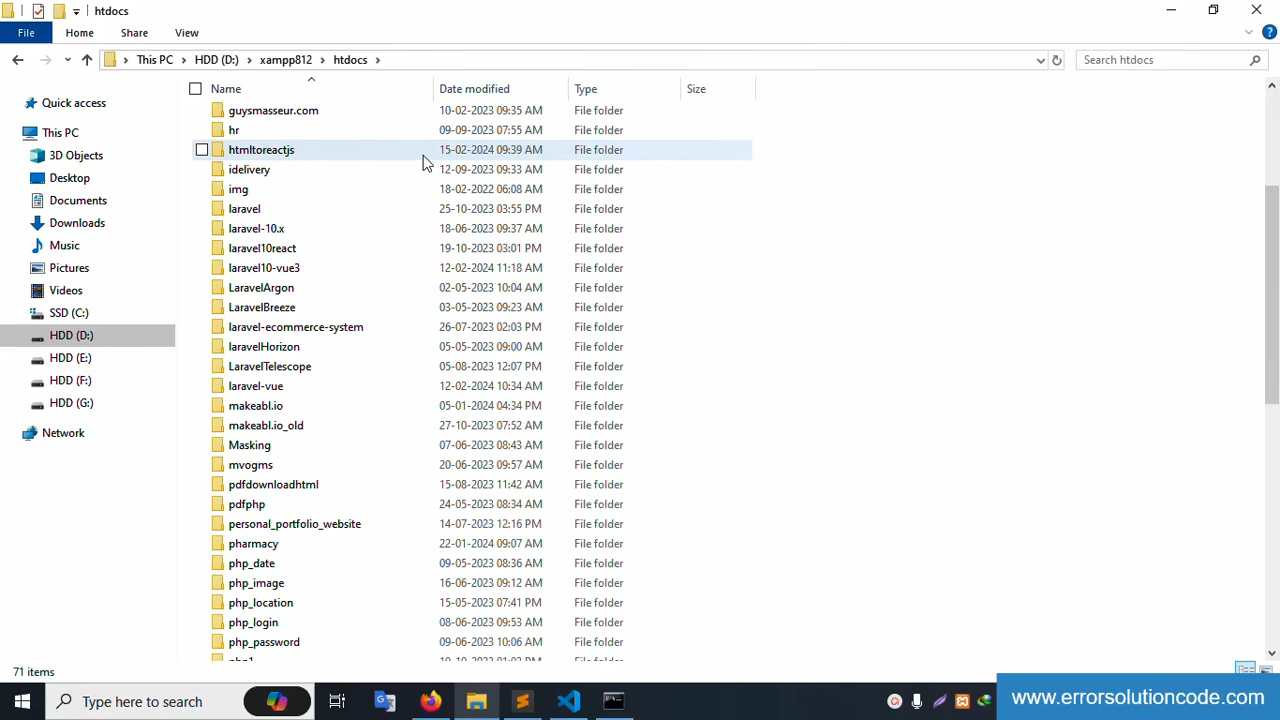 htdocs
File Home Share View
This PC HDD (D:) xampp812 htdocs Search htdocs
Name Date modified Type Size
Quick access
This PC
3D Objects
Desktop
Documents
Downloads
Music
Pictures
Videos
SSD (C:)
HDD (D:)
HDD (E:)
HDD (F:)
HDD (G:)
Network
guysmasseur.com 10-02-2023 09:35 AM File folder
hr 09-09-2023 07:55 AM File folder
htmltoreactjs 15-02-2024 09:39 AM File folder
idelivery 12-09-2023 09:33 AM File folder
img 18-02-2022 06:08 AM File folder
laravel 25-10-2023 03:55 PM File folder
laravel-10.x 18-06-2023 09:37 AM File folder
laravel10react 19-10-2023 03:01 PM File folder
laravel10-vue3 12-02-2024 11:18 AM File folder
LaravelArgon 02-05-2023 10:04 AM File folder
LaravelBreeze 03-05-2023 09:23 AM File folder
laravel-ecommerce-system 26-07-2023 02:03 PM File folder
laravelHorizon 05-05-2023 09:00 AM File folder
LaravelTelescope 05-08-2023 12:07 PM File folder
laravel-vue 12-02-2024 10:34 AM File folder
makeabl.io 05-01-2024 04:34 PM File folder
makeabl.io_old 27-10-2023 07:52 AM File folder
Masking 07-06-2023 08:43 AM File folder
mvogms 20-06-2023 09:57 AM File folder
pdfdownloadhtml 15-08-2023 11:42 AM File folder
pdfphp 24-05-2023 08:34 AM File folder
personal_portfolio_website 14-07-2023 12:16 PM File folder
pharmacy 22-01-2024 09:07 AM File folder
php_date 09-05-2023 08:36 AM File folder
php_image 16-06-2023 09:12 AM File folder
php_location 15-05-2023 07:41 PM File folder
php_login 08-06-2023 09:53 AM File folder
php_password 09-06-2023 10:06 AM File folder
71 items
Type here to search
www.errorsolutioncode.com